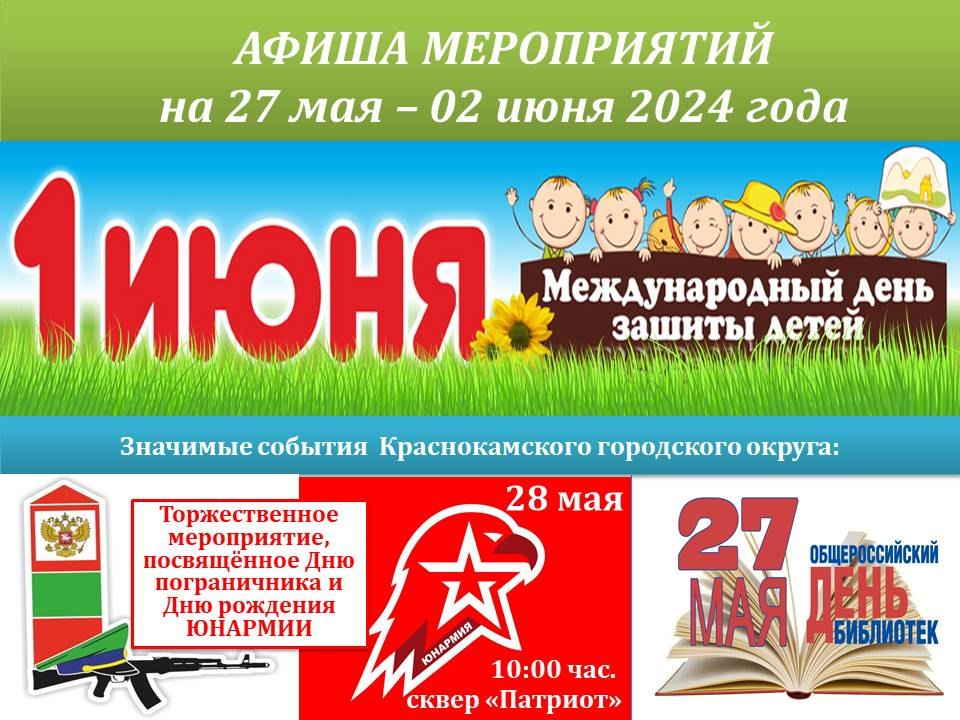 АФИША МЕРОПРИЯТИЙ
на 27 мая – 02 июня 2024 года
1 ИЮНЯ
Международный день
зашиты детей
Значимые события Краснокамского городского округа:
Торжественное
мероприятие,
посвящённое Дню
пограничника и
Дню рождения
ЮНАРМИИ
28 мая
ЮНАРМИЯ
10:00 час.
сквер «Патриот»
27
МАЯ
ОБЩЕРОССИЙСКИЙ
ДЕНЬ
БИБЛИОТЕК